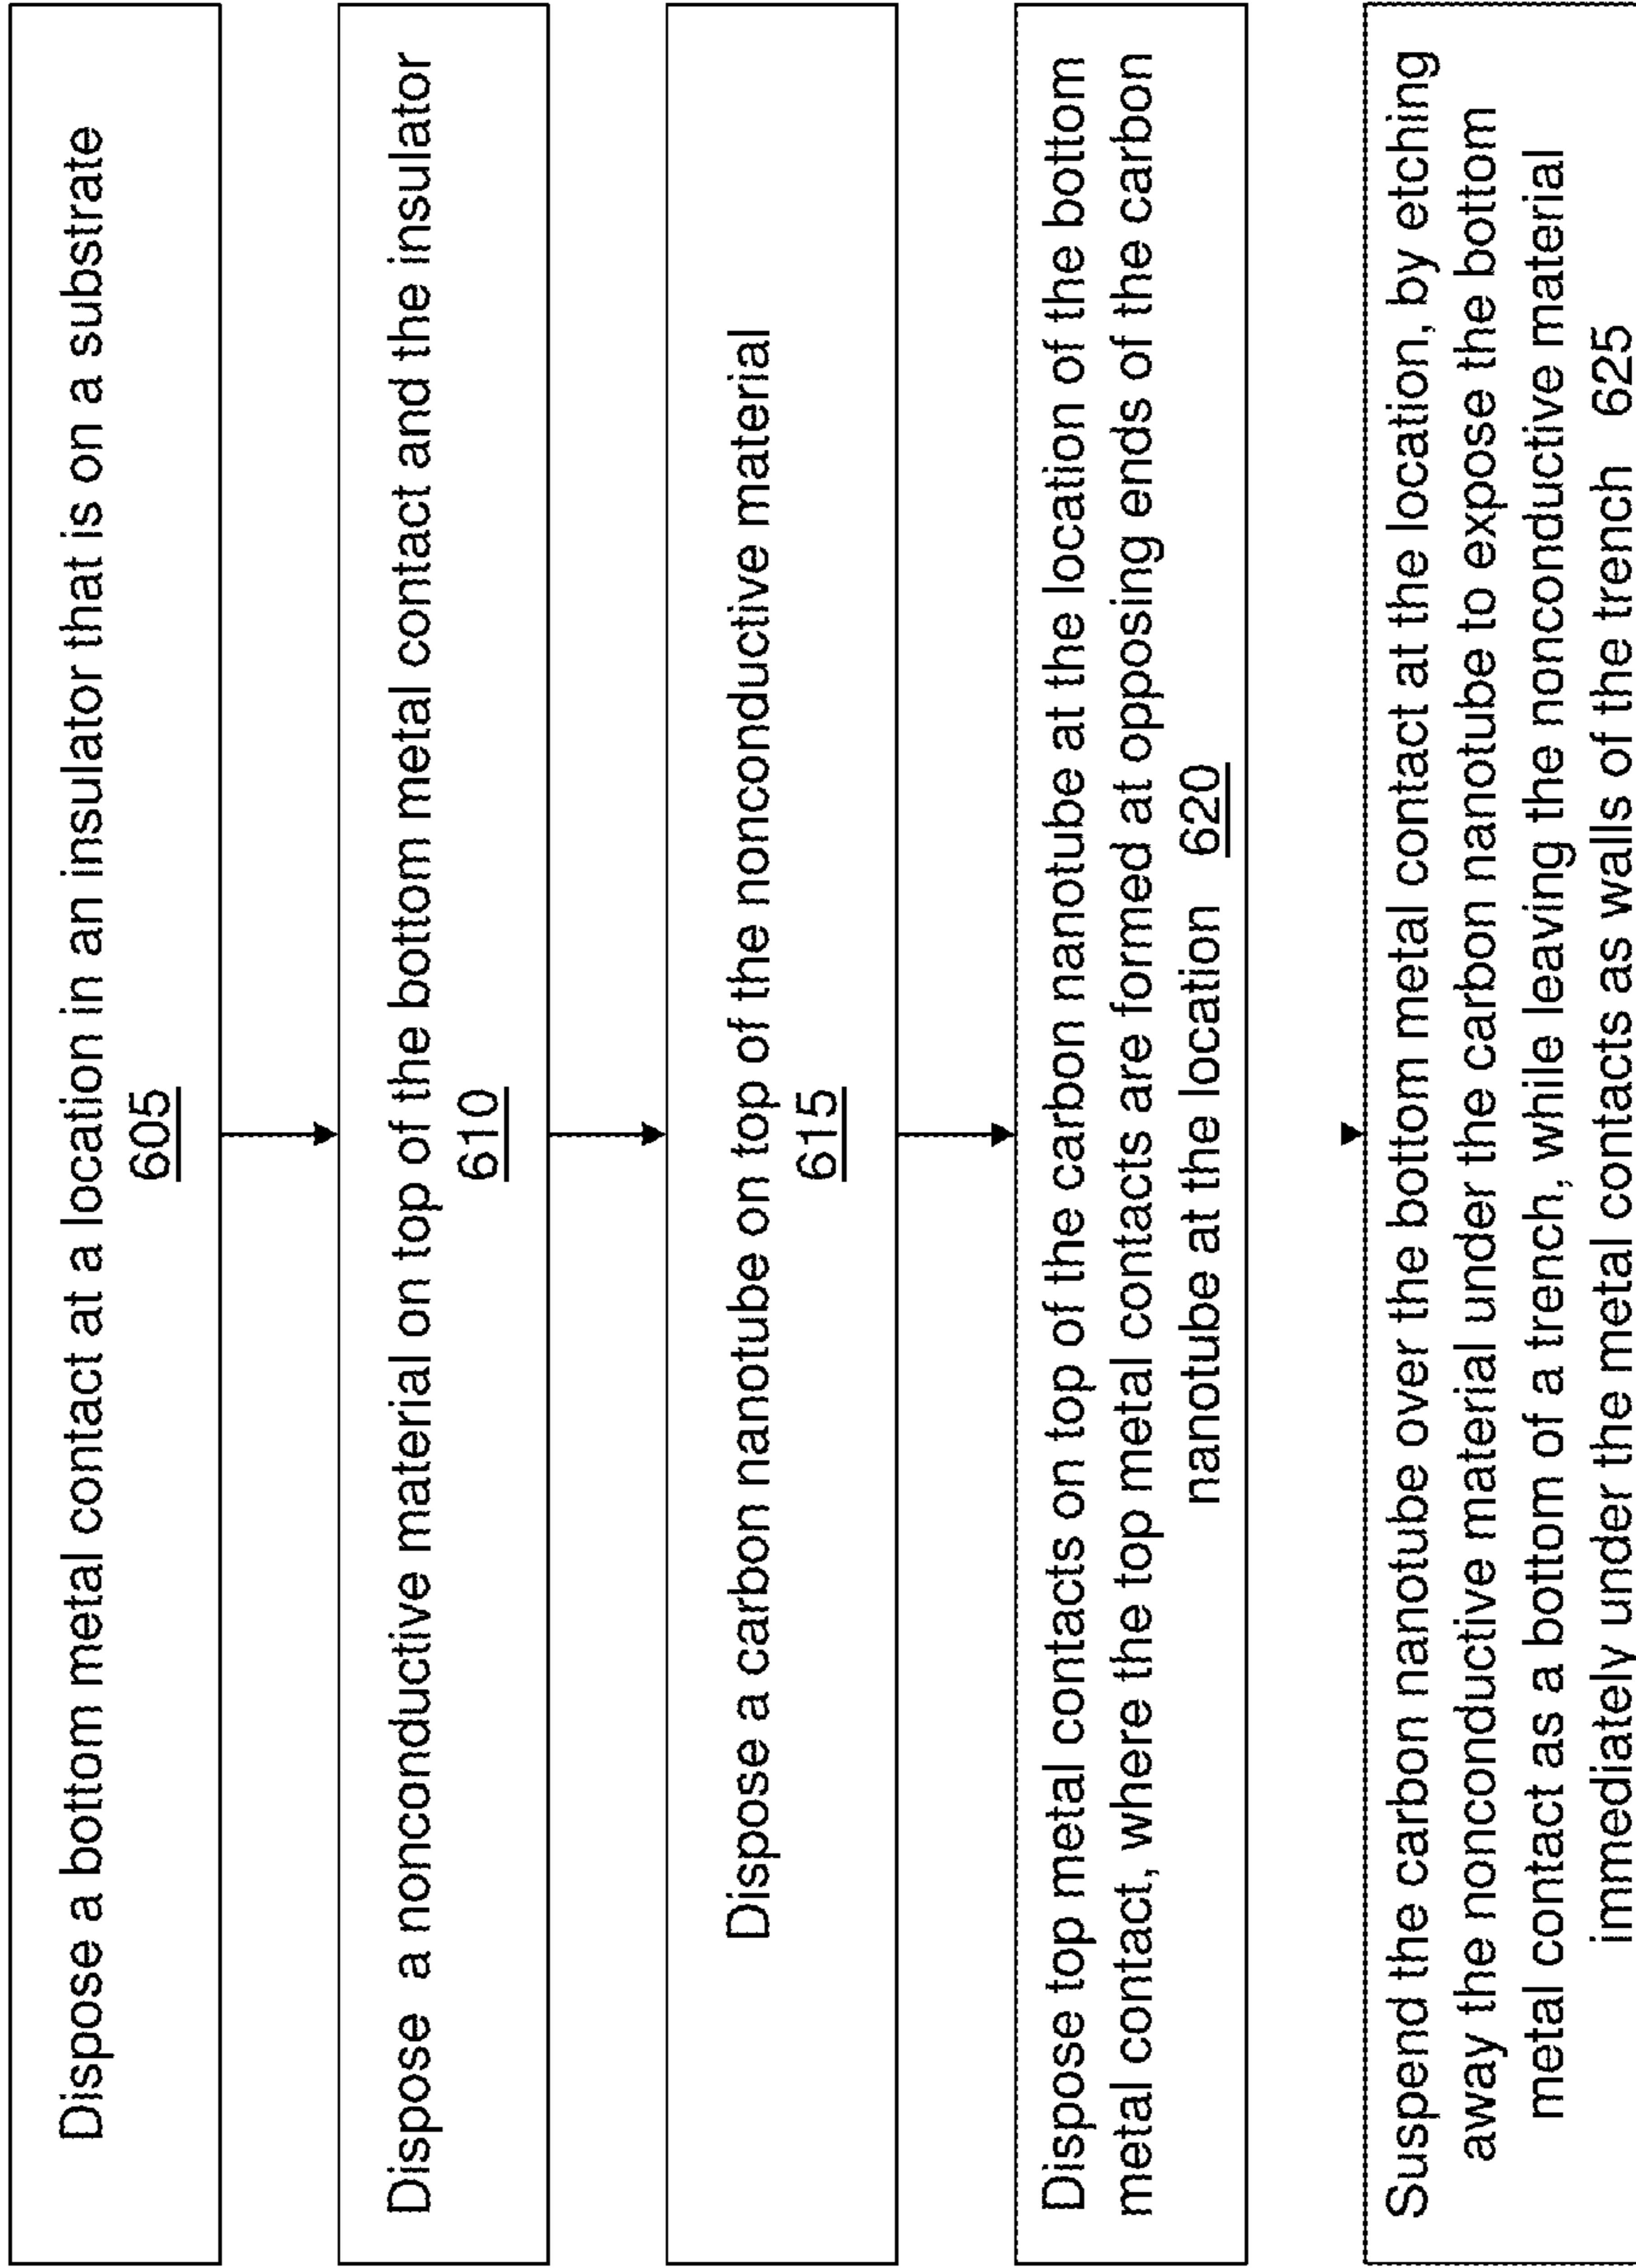 Dispose a bottom metal contact at a location in an insulator that is on a substrate
605
Dispose a nonconductive material on top of the bottom metal contact and the insulator
610
Dispose a carbon nanotube on top of the nonconductive material
615
Dispose top metal contacts on top of the carbon nanotube at the location of the bottom
metal contact, where the top metal contacts are formed at opposing ends of the carbon
nanotube at the location 620
Suspend the carbon nanotube over the bottom metal contact at the location, by etching
away the nonconductive material under the carbon nanotube to expose the bottom
metal contact as a bottom of a trench, while leaving the nonconductive material
immediately under the metal contacts as walls of the trench 625